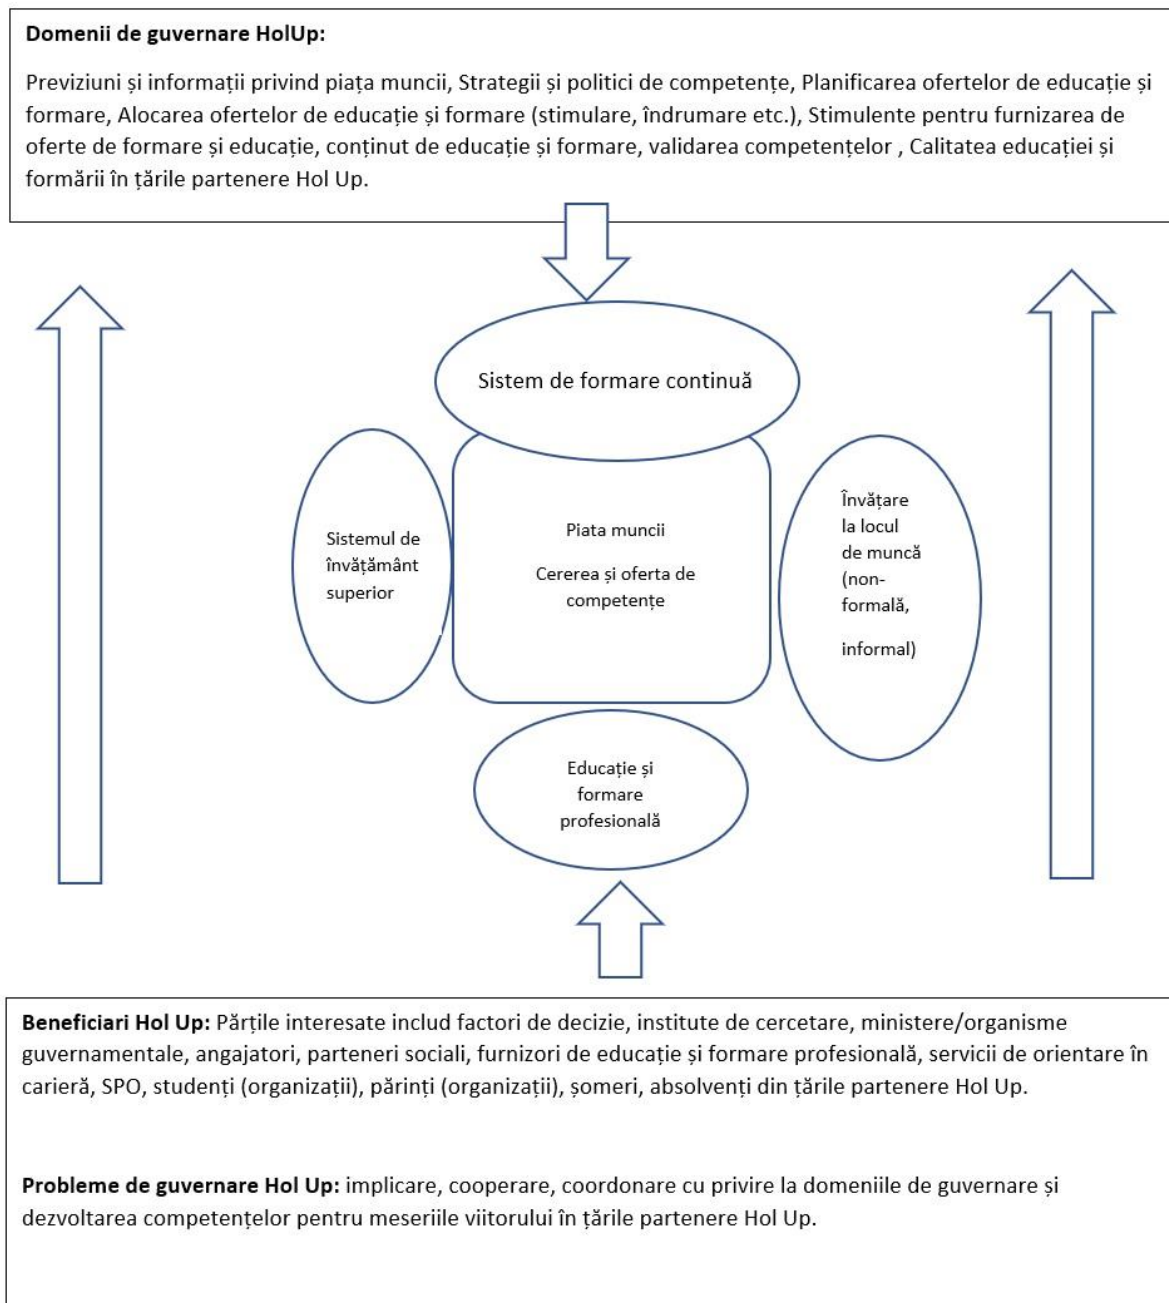 Domenii de guvernare HolUp:
Previziuni și informații privind piața muncii, Strategii și politici de competențe, Planificarea ofertelor de educație și
formare, Alocarea ofertelor de educație și formare (stimulare, îndrumare etc.), Stimulente pentru furnizarea de
oferte de formare și educație, conținut de educație și formare, validarea competențelor , Calitatea educației și
formării în țările partenere Hol Up.
Sistem de formare continuă
Sistemul de
învățământ
superior
Piata muncii
Cererea și oferta de
competențe
Învățare
la locul
de muncă
(non-
formală,
informal)
Educație și
formare
profesională
Beneficiari Hol Up: Părțile interesate includ factori de decizie, institute de cercetare, ministere/organisme
guvernamentale, angajatori, parteneri sociali, furnizori de educație și formare profesională, servicii de orientare în
carieră, SPO, studenți (organizații), părinți (organizații), șomeri, absolvenți din țările partenere Hol Up.
Probleme de guvernare Hol Up: implicare, cooperare, coordonare cu privire la domeniile de guvernare și
dezvoltarea competențelor pentru meseriile viitorului în țările partenere Hol Up.